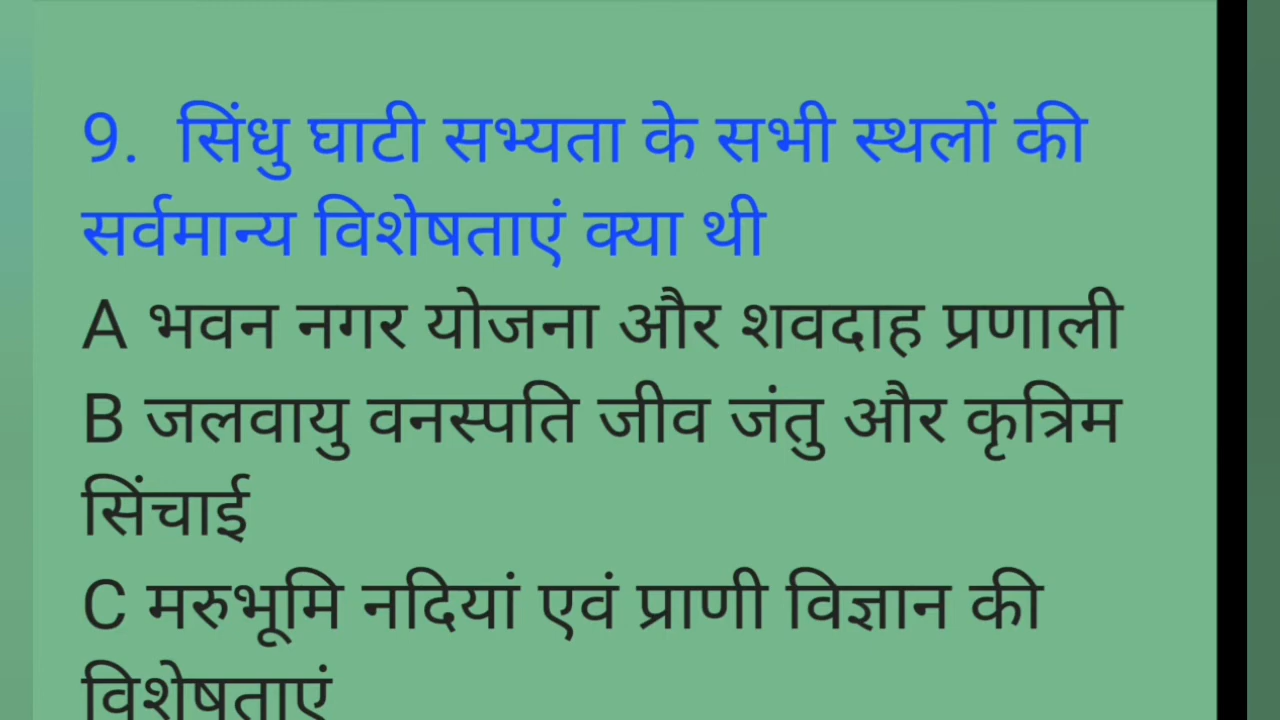 9. सिंधु घाटी सभ्यता के सभी स्थलों की
सर्वमान्य विशेषताएं क्या थी
A भवन नगर योजना और शवदाह प्रणाली
B जलवायु वनस्पति जीव जंतु और कृत्रिम
सिंचाई
C मरुभूमि नदियां एवं प्राणी विज्ञान की
विशेषताएं